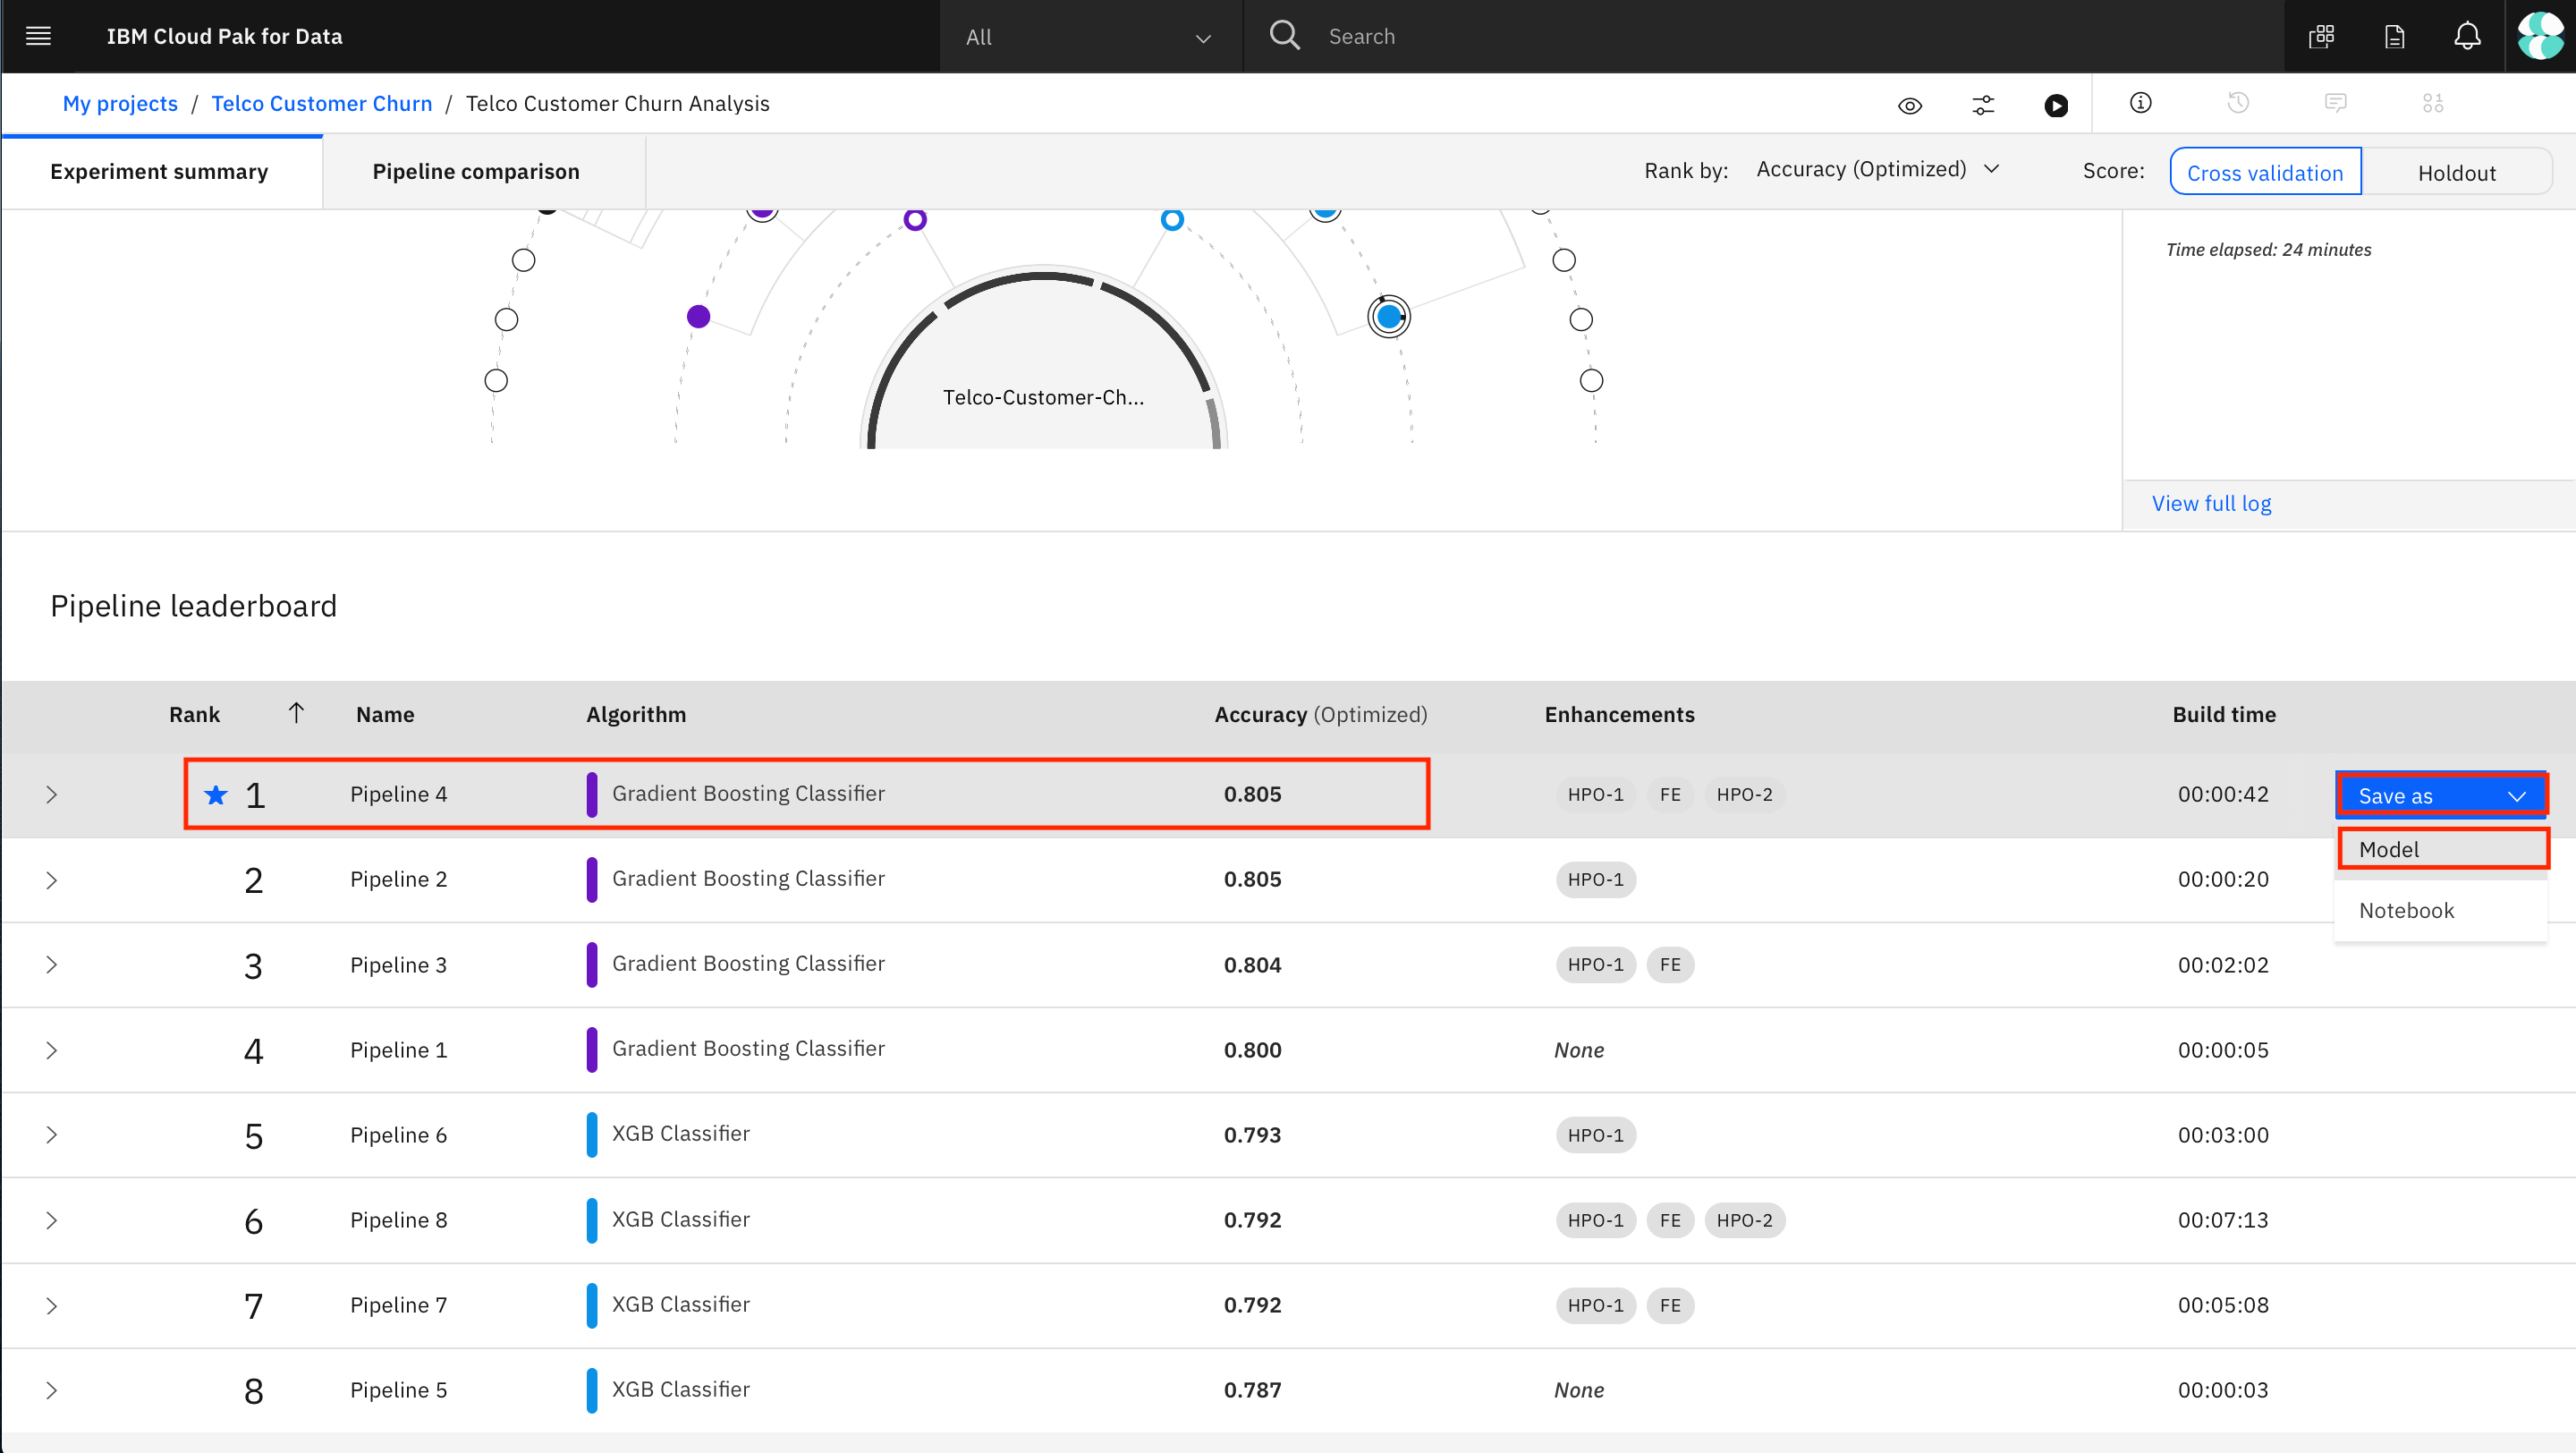 IBM Cloud Pak for Data
All
Search
My projects / Telco Customer Churn / Telco Customer Churn Analysis
Experiment summary
Pipeline comparison
Rank by: Accuracy (Optimized)
Score: Cross validation Holdout
Telco-Customer-Ch...
Time elapsed: 24 minutes
View full log
Pipeline leaderboard
Rank Name Algorithm Accuracy (Optimized) Enhancements Build time
1 Pipeline 4 Gradient Boosting Classifier 0.805 HPO-1 FE HPO-2 00:00:42 Save as
Model
2 Pipeline 2 Gradient Boosting Classifier 0.805 HPO-1 00:00:20
Notebook
3 Pipeline 3 Gradient Boosting Classifier 0.804 HPO-1 FE 00:02:02
4 Pipeline 1 Gradient Boosting Classifier 0.800 None 00:00:05
5 Pipeline 6 XGB Classifier 0.793 HPO-1 00:03:00
6 Pipeline 8 XGB Classifier 0.792 HPO-1 FE HPO-2 00:07:13
7 Pipeline 7 XGB Classifier 0.792 HPO-1 FE 00:05:08
8 Pipeline 5 XGB Classifier 0.787 None 00:00:03